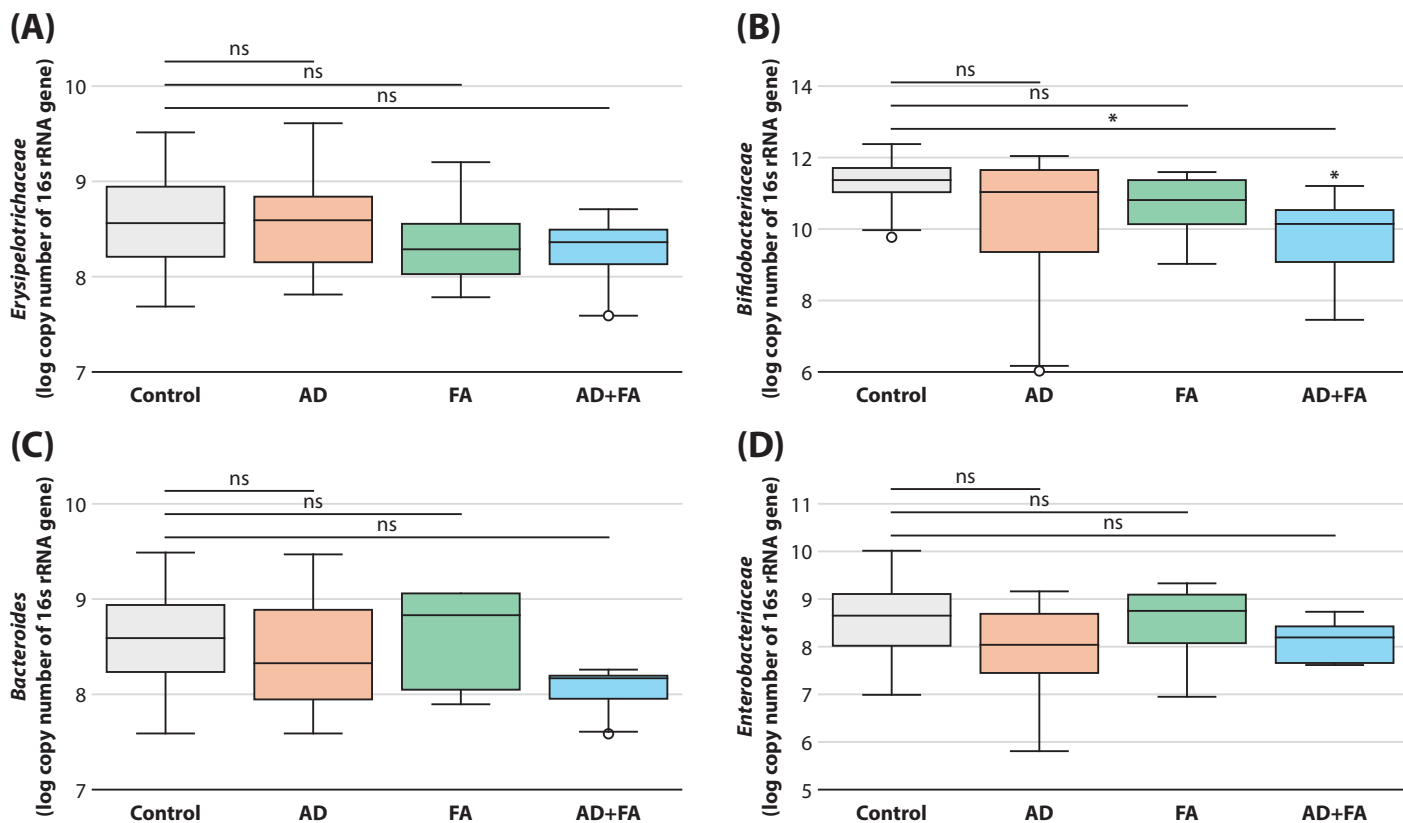 (A)
Erysipelotrichaceae
(log copy number of 16s rRNA gene)
10
9
8
7
ns
ns
ns
Control AD FA AD+FA
(B)
Bifidobacteriaceae
(log copy number of 16s rRNA gene)
14
12
10
8
6
ns
ns
*
*
Control AD FA AD+FA
(C)
Bacteroides
(log copy number of 16s rRNA gene)
10
9
8
7
ns
ns
ns
Control AD FA AD+FA
(D)
Enterobacteriaceae
(log copy number of 16s rRNA gene)
11
10
9
8
7
6
5
ns
ns
ns
Control AD FA AD+FA